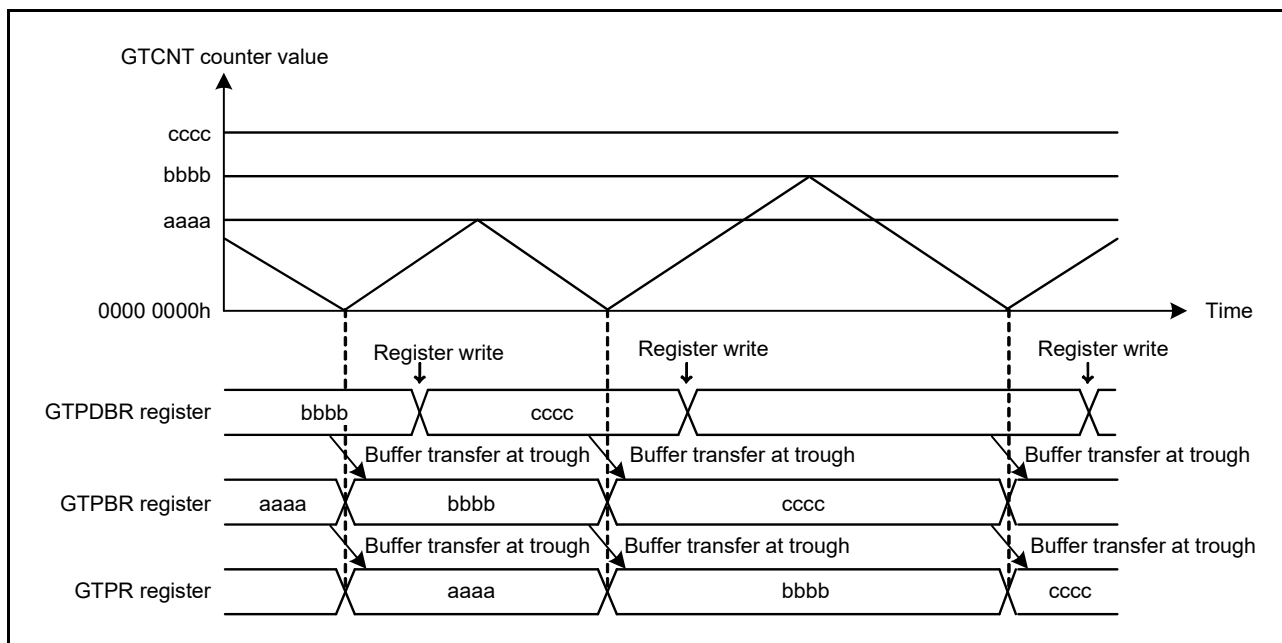 GTCNT counter value
cccc
bbbb
aaaa
0000 0000h
Time
Register write
Register write
Register write
GTPDBR register
bbbb
cccc
Buffer transfer at trough
Buffer transfer at trough
Buffer transfer at trough
GTPBR register
aaaa
bbbb
cccc
Buffer transfer at trough
Buffer transfer at trough
Buffer transfer at trough
GTPR register
aaaa
bbbb
cccc